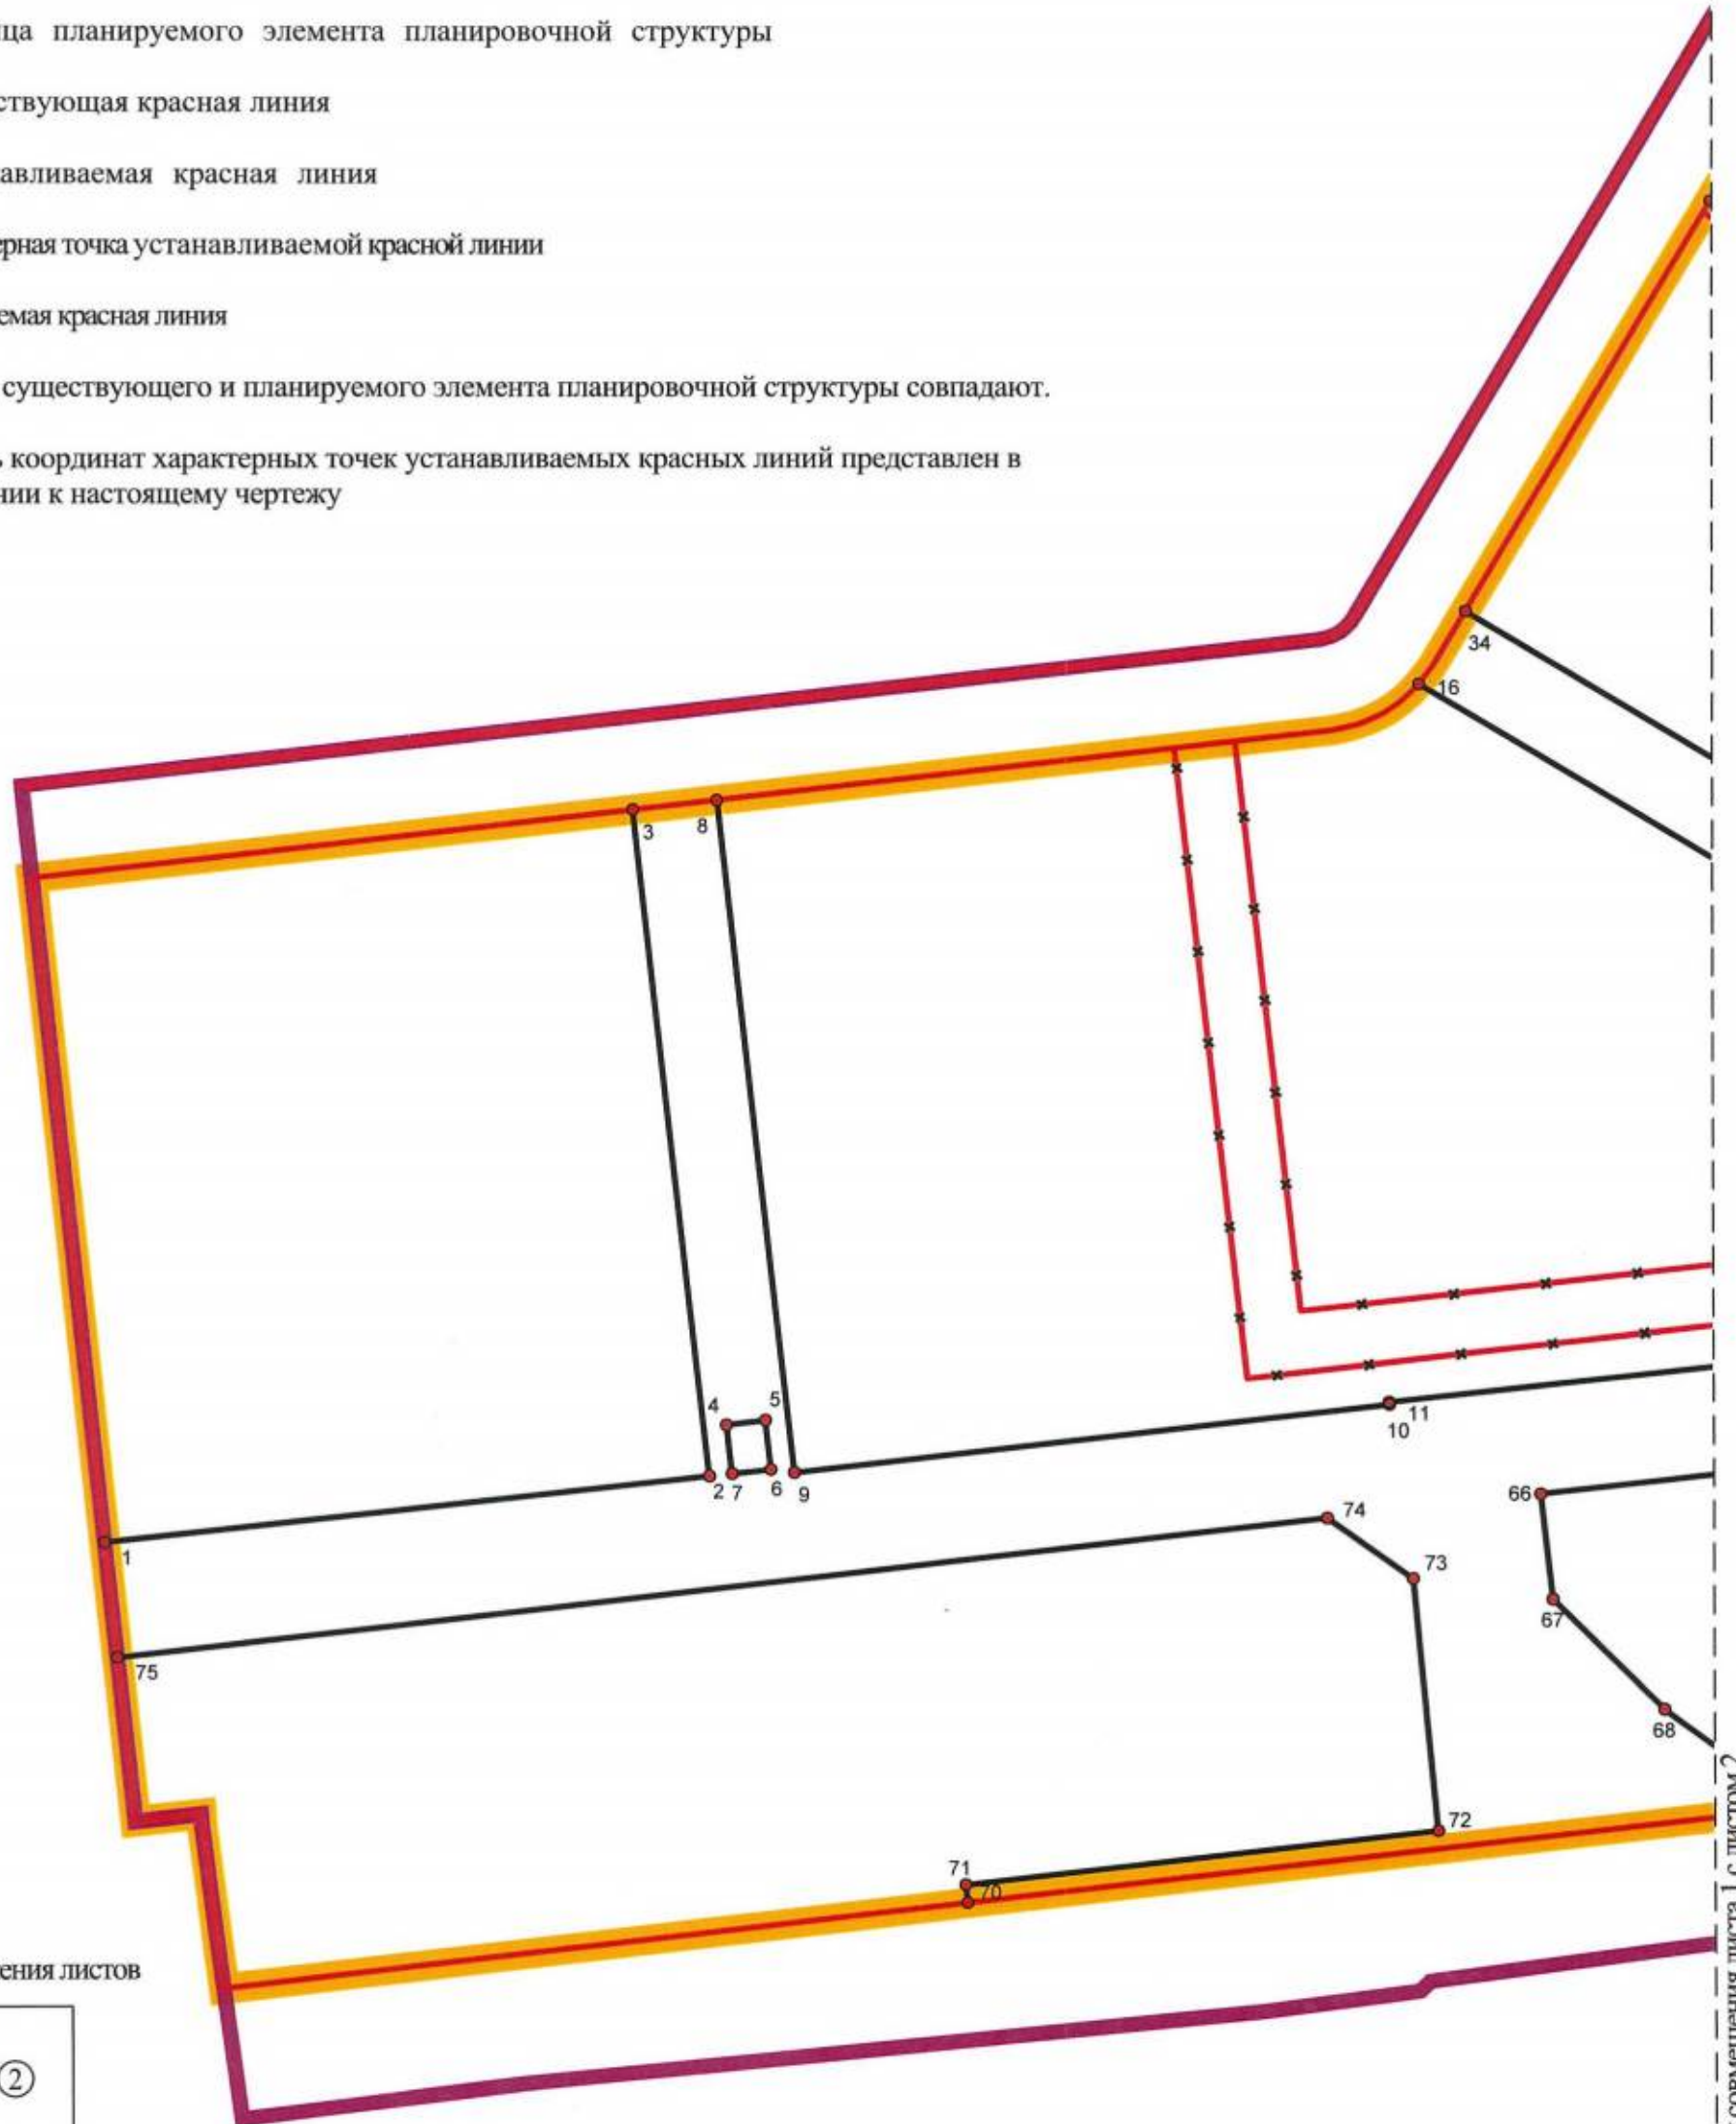 ца планируемого элемента планировочной структуры
ствующая красная линия
авливаемая красная линия
ерная точка устанавливаемой красной линии
емая красная линия
существующего и планируемого элемента планировочной структуры совпадают.
ь координат характерных точек устанавливаемых красных линий представлен в
нии к настоящему чертежу
34
16
3
8
4
5
11
10
2
7
6
9
66
74
1
73
67
75
68
72
71
70
совмещения листа 1 с листом 2
ения листов
2